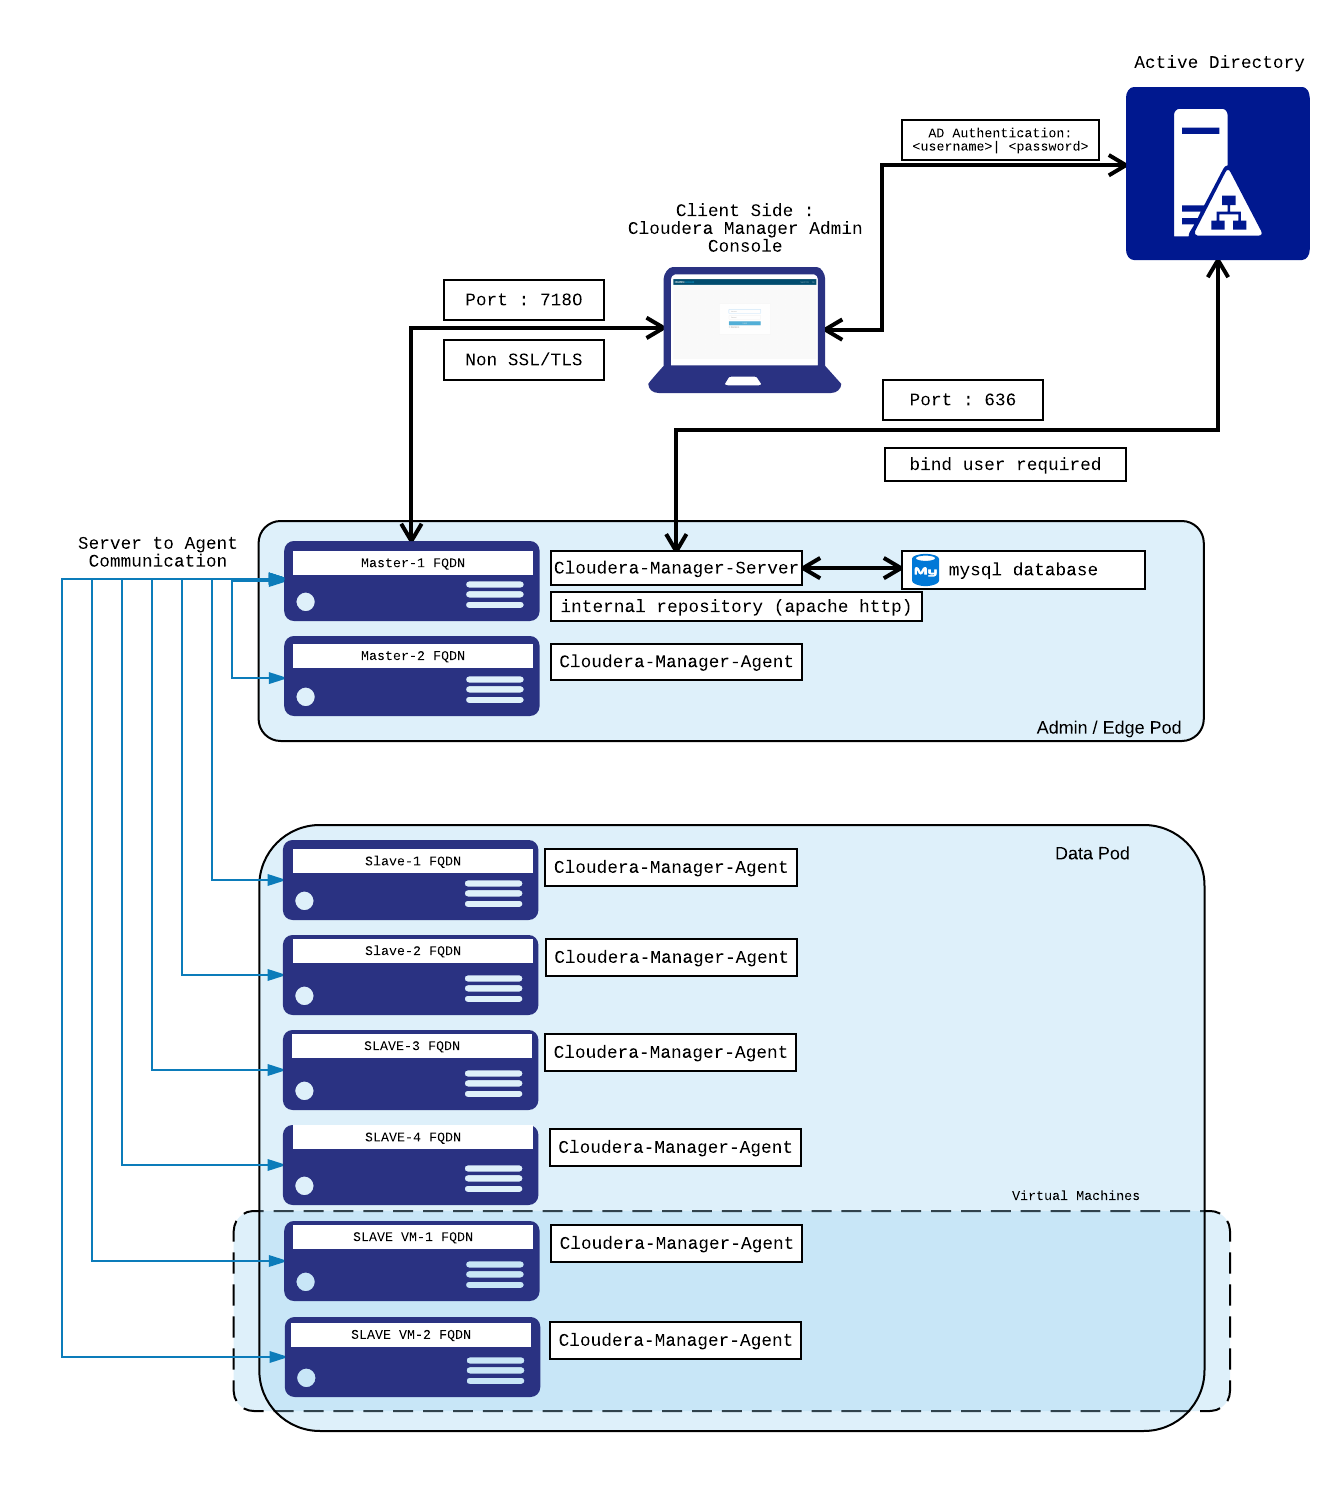 Active Directory
AD Authentication:
<username>| <password>
Client Side :
Cloudera Manager Admin
Console
Port : 7180
Non SSL/TLS
Port : 636
bind user required
Server to Agent
Communication
Master-1 FQDN
Cloudera-Manager-Server
My
mysql database
internal repository (apache http)
Master-2 FQDN
Cloudera-Manager-Agent
Admin / Edge Pod
Data Pod
Slave-1 FQDN
Cloudera-Manager-Agent
Slave-2 FQDN
Cloudera-Manager-Agent
SLAVE-3 FQDN
Cloudera-Manager-Agent
SLAVE-4 FQDN
Cloudera-Manager-Agent
Virtual Machines
SLAVE VM-1 FQDN
Cloudera-Manager-Agent
SLAVE VM-2 FQDN
Cloudera-Manager-Agent